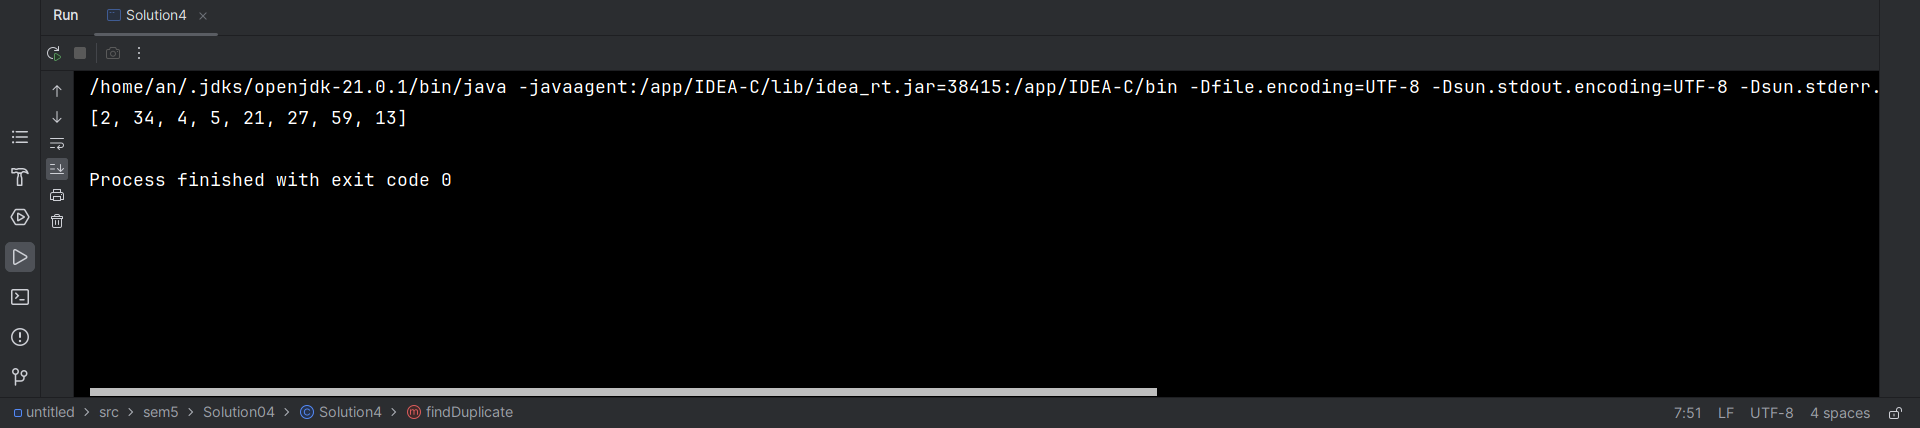 Run Solution4
/home/an/.jdks/openjdk-21.0.1/bin/java -javaagent:/app/IDEA-C/lib/idea_rt.jar=38415:/app/IDEA-C/bin -Dfile.encoding=UTF-8 -Dsun.stdout.encoding=UTF-8 -Dsun.stderr.
[2, 34, 4, 5, 21, 27, 59, 13]
Process finished with exit code 0
untitled > src > sem5 > Solution04 > Solution4 > findDuplicate 7:51 LF UTF-8 4 spaces